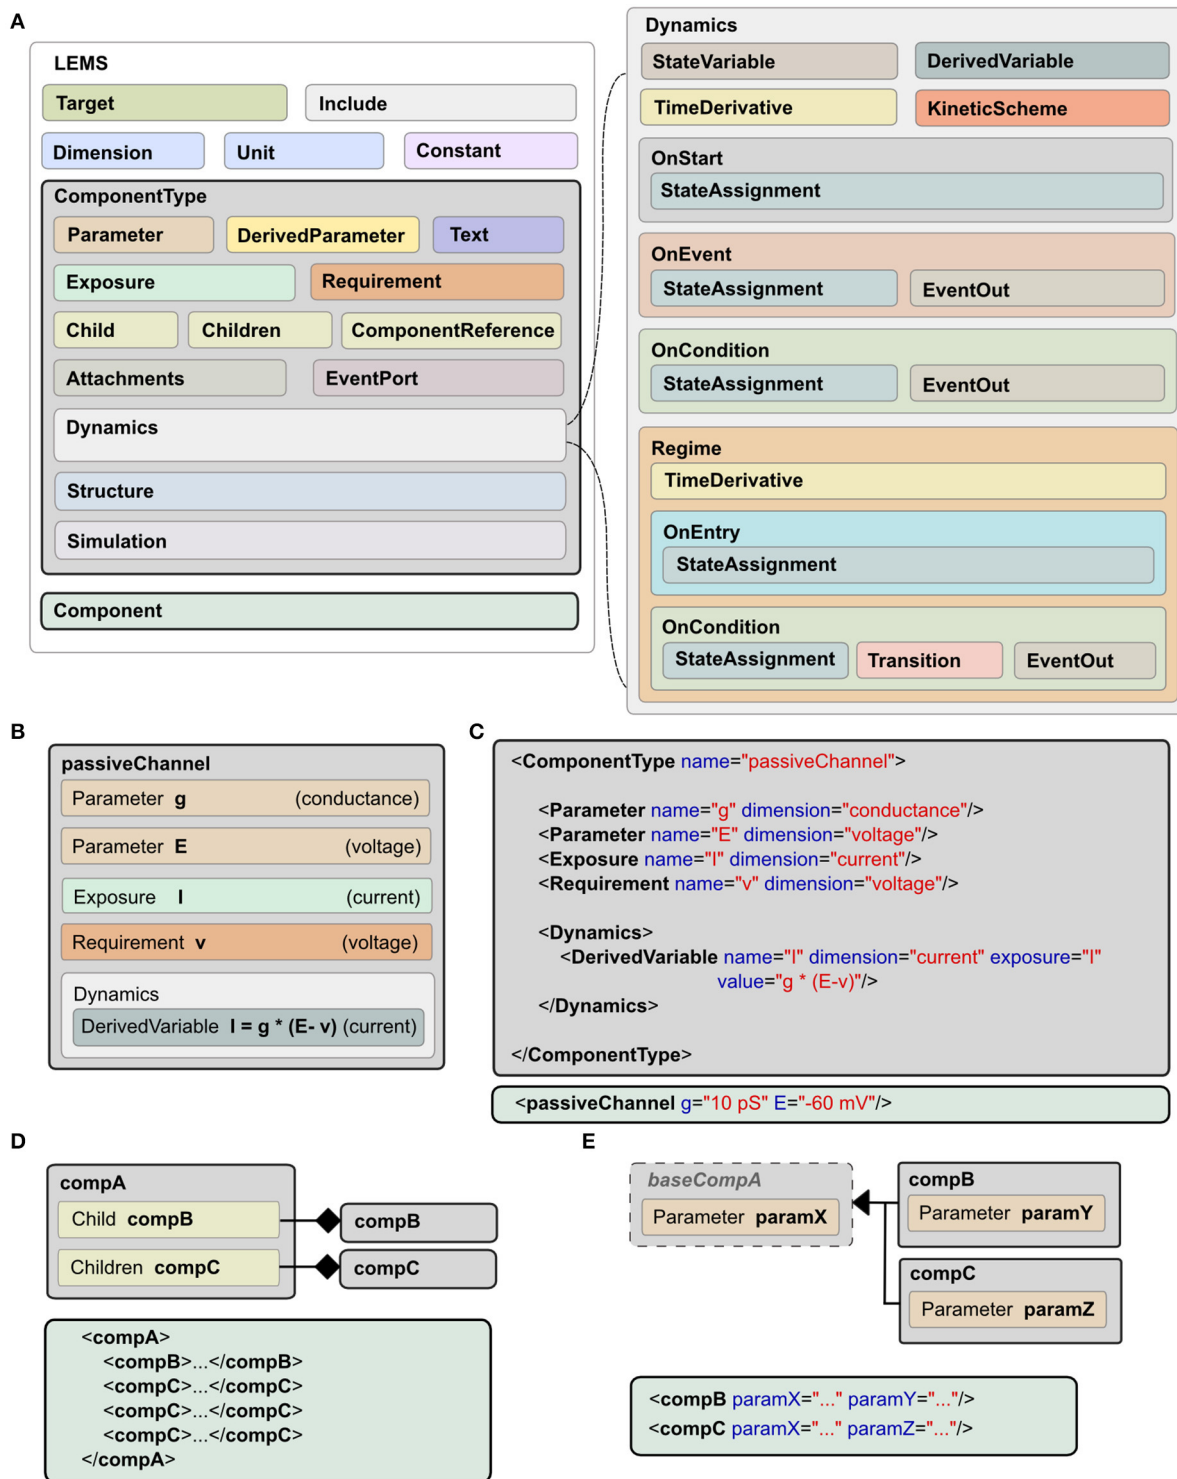 A
LEMS
Target
Include
Dimension
Unit
Constant
ComponentType
Parameter
DerivedParameter
Text
Exposure
Requirement
Child
Children
ComponentReference
Attachments
EventPort
Dynamics
Structure
Simulation
Component
Dynamics
StateVariable
DerivedVariable
TimeDerivative
KineticScheme
OnStart
StateAssignment
OnEvent
StateAssignment
EventOut
OnCondition
StateAssignment
EventOut
Regime
TimeDerivative
OnEntry
StateAssignment
OnCondition
StateAssignment
Transition
EventOut
B
passiveChannel
Parameter g (conductance)
Parameter E (voltage)
Exposure I (current)
Requirement v (voltage)
Dynamics
DerivedVariable I = g * (E- v) (current)
C
<ComponentType name="passiveChannel">
<Parameter name="g" dimension="conductance"/>
<Parameter name="E" dimension="voltage"/>
<Exposure name="I" dimension="current"/>
<Requirement name="v" dimension="voltage"/>
<Dynamics>
<DerivedVariable name="I" dimension="current" exposure="I"
value="g * (E-v)"/>
</Dynamics>
</ComponentType>
<passiveChannel g="10 pS" E="-60 mV"/>
D
compA
Child compB
Children compC
compB
compC
<compA>
<compB>...</compB>
<compC>...</compC>
<compC>...</compC>
<compC>...</compC>
</compA>
E
baseCompA
Parameter paramX
compB
Parameter paramY
compC
Parameter paramZ
<compB paramX="..." paramY="..."/>
<compC paramX="..." paramZ="..."/>